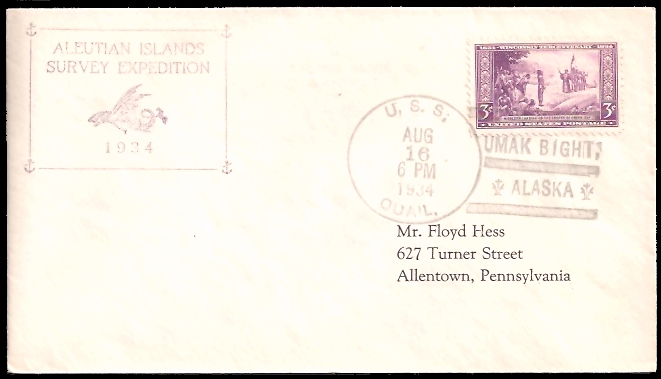 ALEUTIAN ISLANDS
SURVEY EXPEDITION
1934
1634 - WISCONSIN TERCENTENARY - 1934
3¢ 3¢
UNITED STATES POSTAGE
U. S. S.
AUG
16
6 PM
1934
QUAIL.
UMAK BIGHT,
ALASKA
Mr. Floyd Hess
627 Turner Street
Allentown, Pennsylvania